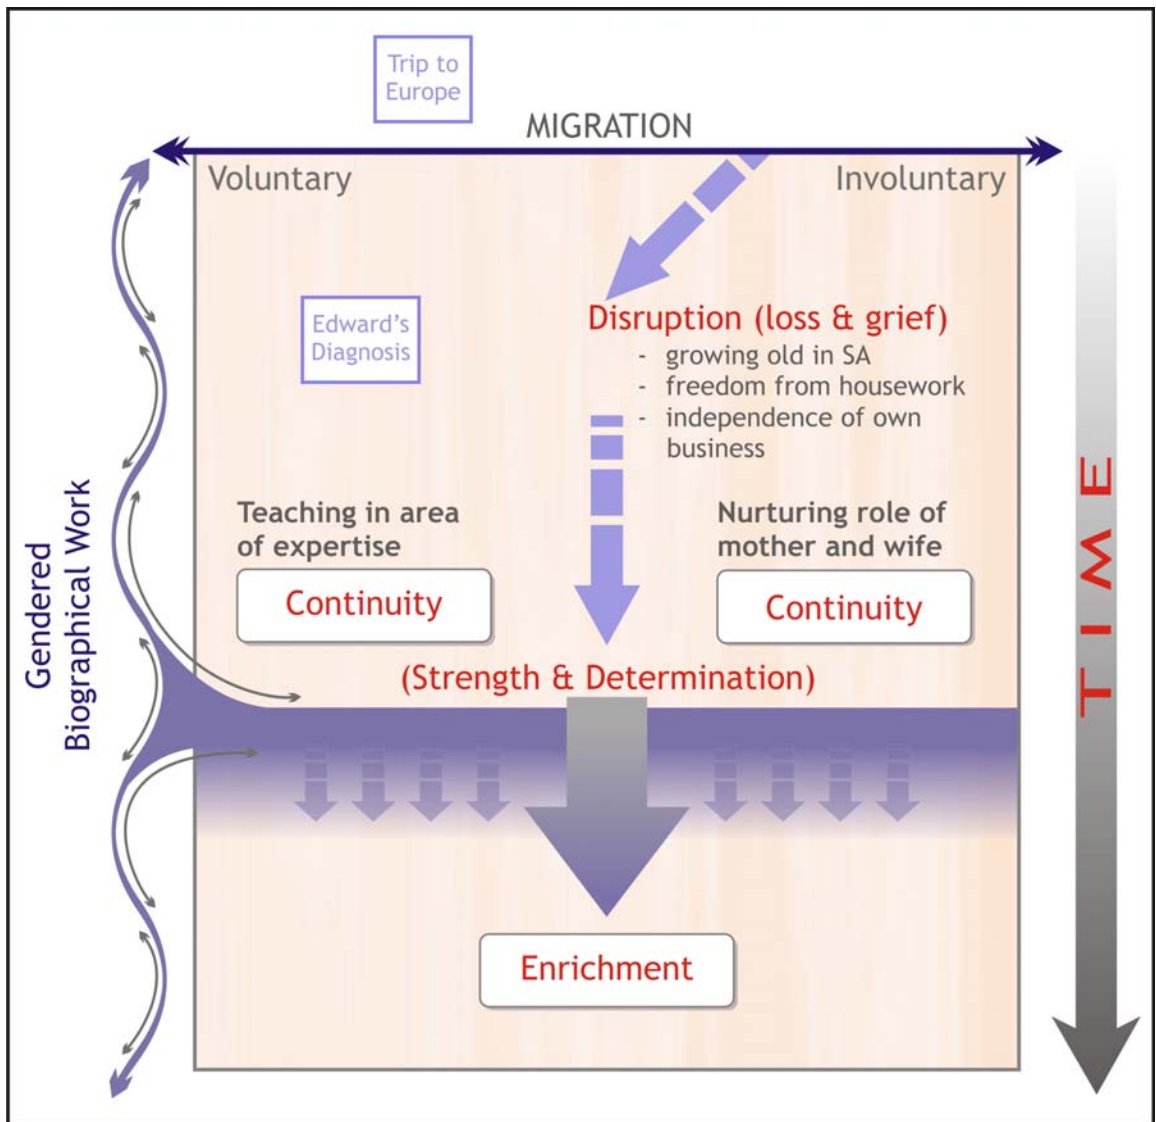 Trip to
Europe
MIGRATION
Voluntary
Involuntary
Edward's
Diagnosis
Disruption (loss & grief)
- growing old in SA
- freedom from housework
- independence of own
business
Gendered
Biographical Work
Teaching in area
of expertise
Continuity
Nurturing role of
mother and wife
Continuity
TIME
(Strength & Determination)
Enrichment